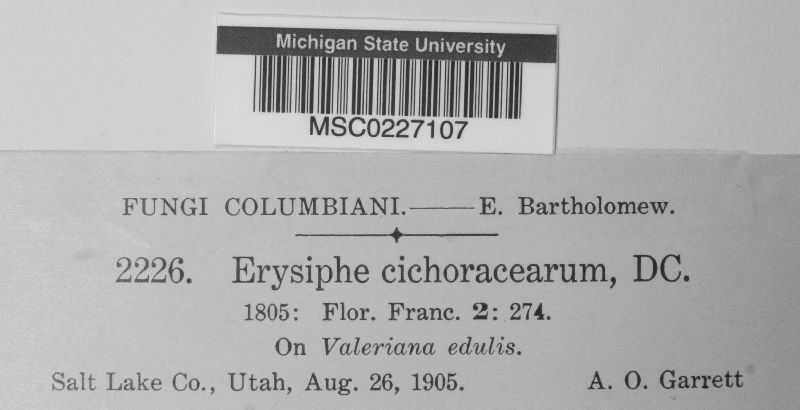 Michigan State University
MSC0227107
FUNGI COLUMBIANI.——E. Bartholomew.
2226. Erysiphe cichoracearum, DC.
1805: Flor. Franc. 2: 274.
On Valeriana edulis.
Salt Lake Co., Utah, Aug. 26, 1905. A. O. Garrett